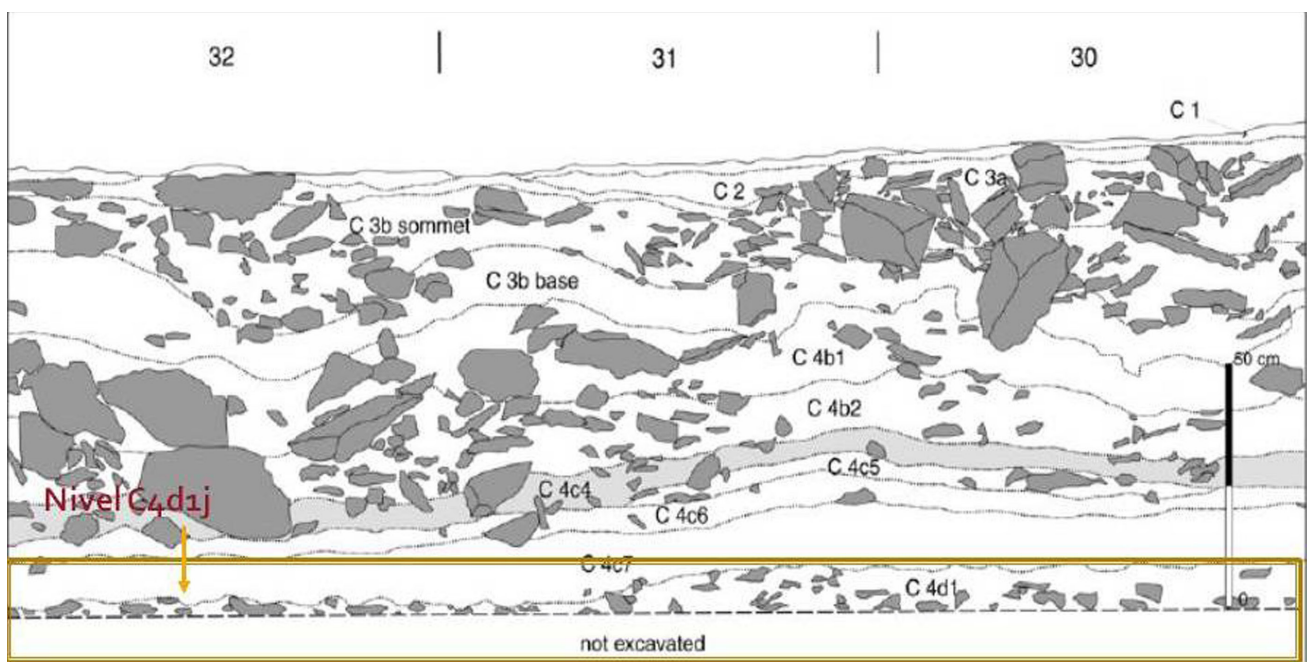 32 31 30
C 1
C 2
C 3a
C 3b sommet
C 3b base
C 4b1
50 cm
C 4b2
C 4c5
C 4c4
Nivel C4d1j
C 4c6
C 4c7
C 4d1
0
not excavated